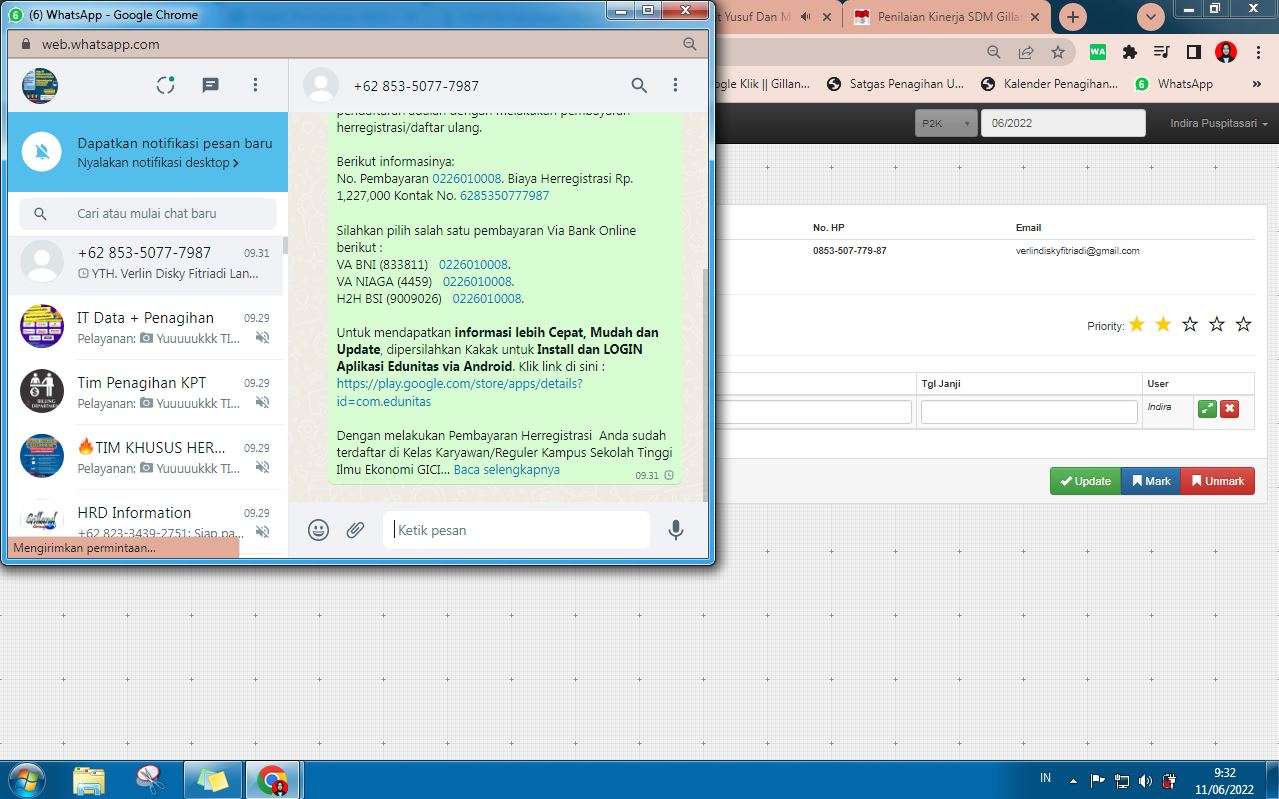 (6) WhatsApp - Google Chrome
web.whatsapp.com
Dapatkan notifikasi pesan baru
Nyalakan notifikasi desktop >
Cari atau mulai chat baru
+62 853-5077-7987 09.31
YTH. Verlin Disky Fitriadi Lan...
IT Data + Penagihan 09.29
Pelayanan: Yuuuuukkk TI...
Tim Penagihan KPT 09.29
Pelayanan: Yuuuuukkk TI...
🔥TIM KHUSUS HER... 09.29
Pelayanan: Yuuuuukkk TI...
HRD Information 09.29
+62 823-3439-2751: Siap pa...
Mengirimkan permintaan...
+62 853-5077-7987
pendaftaran adalah dengan melakukan pembayaran
herregistrasi/daftar ulang.
Berikut informasinya:
No. Pembayaran 0226010008. Biaya Herregistrasi Rp.
1,227,000 Kontak No. 6285350777987
Silahkan pilih salah satu pembayaran Via Bank Online
berikut :
VA BNI (833811) 0226010008.
VA NIAGA (4459) 0226010008.
H2H BSI (9009026) 0226010008.
Untuk mendapatkan informasi lebih Cepat, Mudah dan
Update, dipersilahkan Kakak untuk Install dan LOGIN
Aplikasi Edunitas via Android. Klik link di sini :
https://play.google.com/store/apps/details?
id=com.edunitas
Dengan melakukan Pembayaran Herregistrasi Anda sudah
terdaftar di Kelas Karyawan/Reguler Kampus Sekolah Tinggi
Ilmu Ekonomi GICI... Baca selengkapnya
09.31
Ketik pesan
t Yusuf Dan M
Penilaian Kinerja SDM Gilla
WA
ogle Klik || Gillan...
Satgas Penagihan U...
Kalender Penagihan...
6 WhatsApp
»
P2K
06/2022
Indira Puspitasari
No. HP
Email
0853-507-779-87
verlindiskyfitriadi@gmail.com
Priority:
Tgl Janji
User
Indira
Update
Mark
Unmark
IN
9:32
11/06/2022